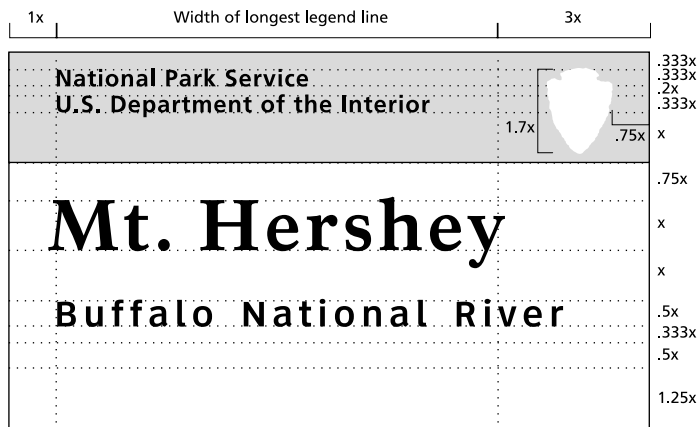 1x Width of longest legend line 3x
National Park Service
U.S. Department of the Interior
1.7x
.75x
.333x
.333x
.2x
.333x
x
.75x
Mt. Hershey
x
x
Buffalo National River
.5x
.333x
.5x
1.25x